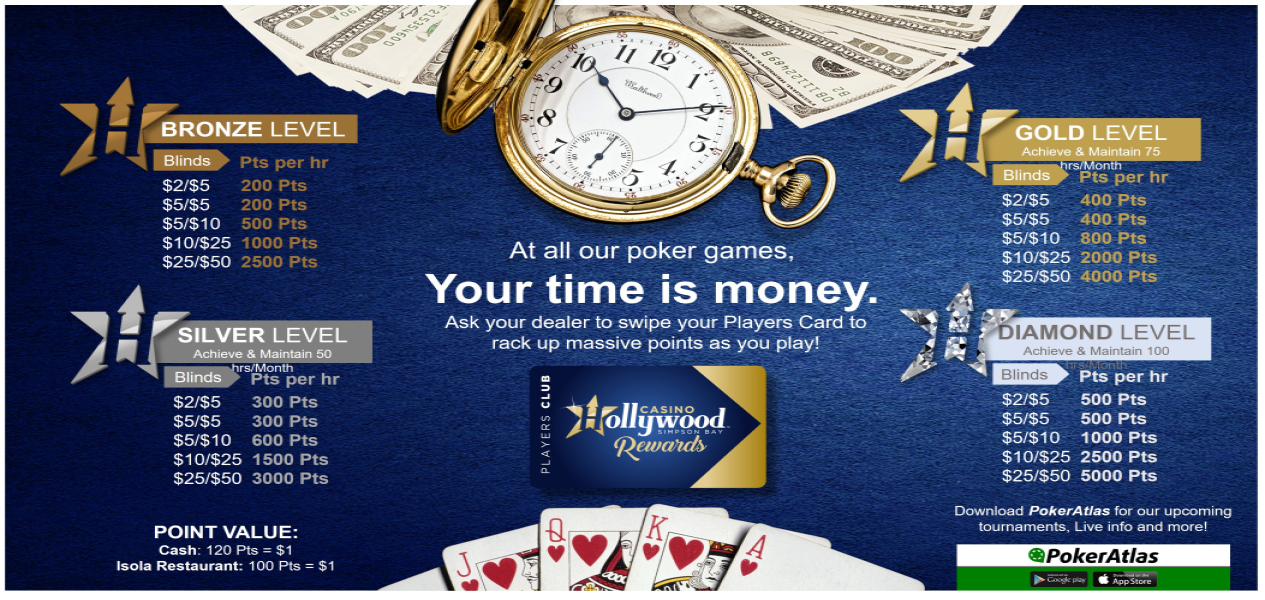 BRONZE LEVEL
Blinds Pts per hr
$2/$5 200 Pts
$5/$5 200 Pts
$5/$10 500 Pts
$10/$25 1000 Pts
$25/$50 2500 Pts
SILVER LEVEL
Achieve & Maintain 50
hrs/Month
Blinds Pts per hr
$2/$5 300 Pts
$5/$5 300 Pts
$5/$10 600 Pts
$10/$25 1500 Pts
$25/$50 3000 Pts
POINT VALUE:
Cash: 120 Pts = $1
Isola Restaurant: 100 Pts = $1
At all our poker games,
Your time is money.
Ask your dealer to swipe your Players Card to
rack up massive points as you play!
PLAYERS CLUB
CASINO
Hollywood
SIMPSON BAY
Rewards
J
Q
K
A
GOLD LEVEL
Achieve & Maintain 75
hrs/Month
Blinds Pts per hr
$2/$5 400 Pts
$5/$5 400 Pts
$5/$10 800 Pts
$10/$25 2000 Pts
$25/$50 4000 Pts
DIAMOND LEVEL
Achieve & Maintain 100
hrs/Month
Blinds Pts per hr
$2/$5 500 Pts
$5/$5 500 Pts
$5/$10 1000 Pts
$10/$25 2500 Pts
$25/$50 5000 Pts
Download PokerAtlas for our upcoming
tournaments, Live info and more!
PokerAtlas
Google play
App Store